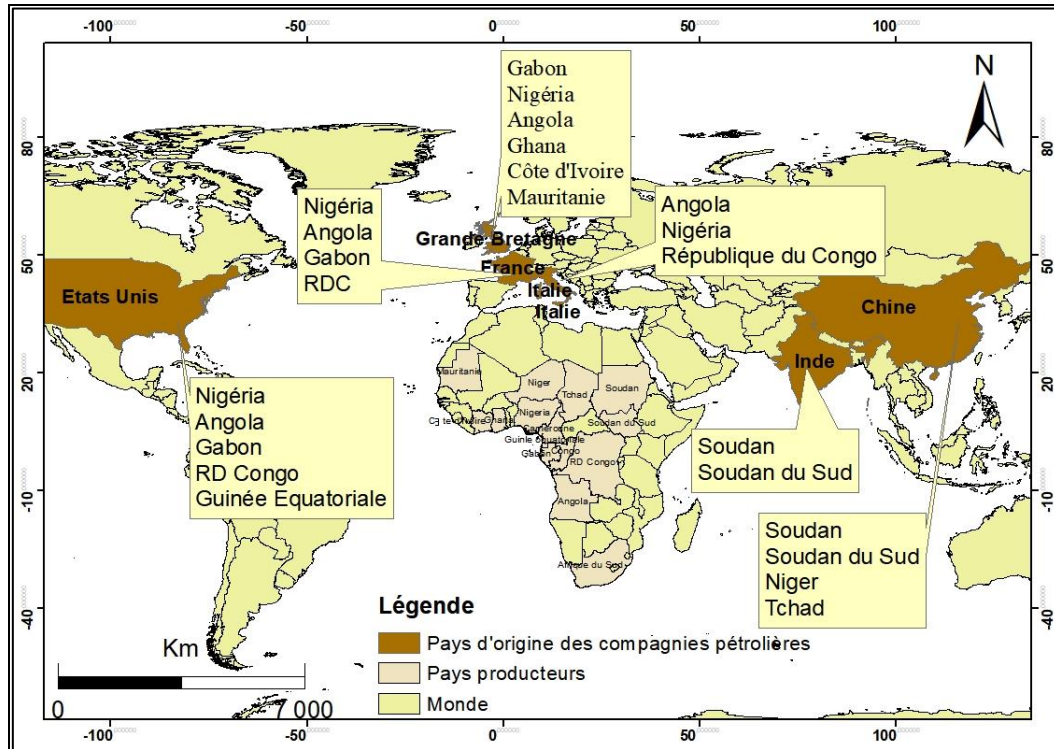 -100 -50 0 50 100
N
Gabon
Nigéria
Angola
Ghana
Côte d'Ivoire
Mauritanie
80
80
Nigéria
Angola
Gabon
RDC
Angola
Nigéria
République du Congo
Grande Bretagne
50
50
France
Italie
Italie
Etats Unis
Chine
Inde
20
20
Mauritanie
Niger
Tchad
Soudan
Nigeria
Ghana
Soudan du Sud
Gabon
Congo
RD Congo
Angola
Afrique du Sud
Nigéria
Angola
Gabon
RD Congo
Guinée Equatoriale
Soudan
Soudan du Sud
-10
-10
Soudan
Soudan du Sud
Niger
Tchad
-40
-40
Légende
Pays d'origine des compagnies pétrolières
Pays producteurs
Monde
Km
0 7 000
-100 -50 0 50 100